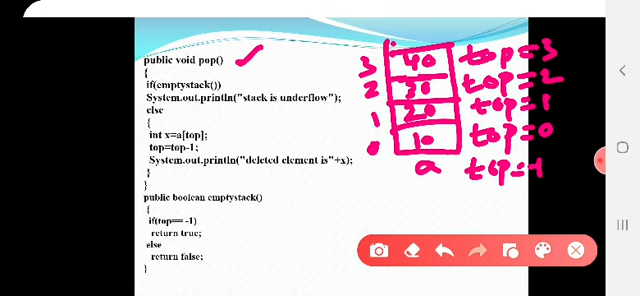 public void pop()
{
if(emptystack())
System.out.println("stack is underflow");
else
{
int x=a[top];
top=top-1;
System.out.println("deleted element is"+x);
}
}
public boolean emptystack()
{
if(top== -1)
return true;
else
return false;
}
3 40 top=3
2 30 top=2
1 20 top=1
0 10 top=0
a top=-1